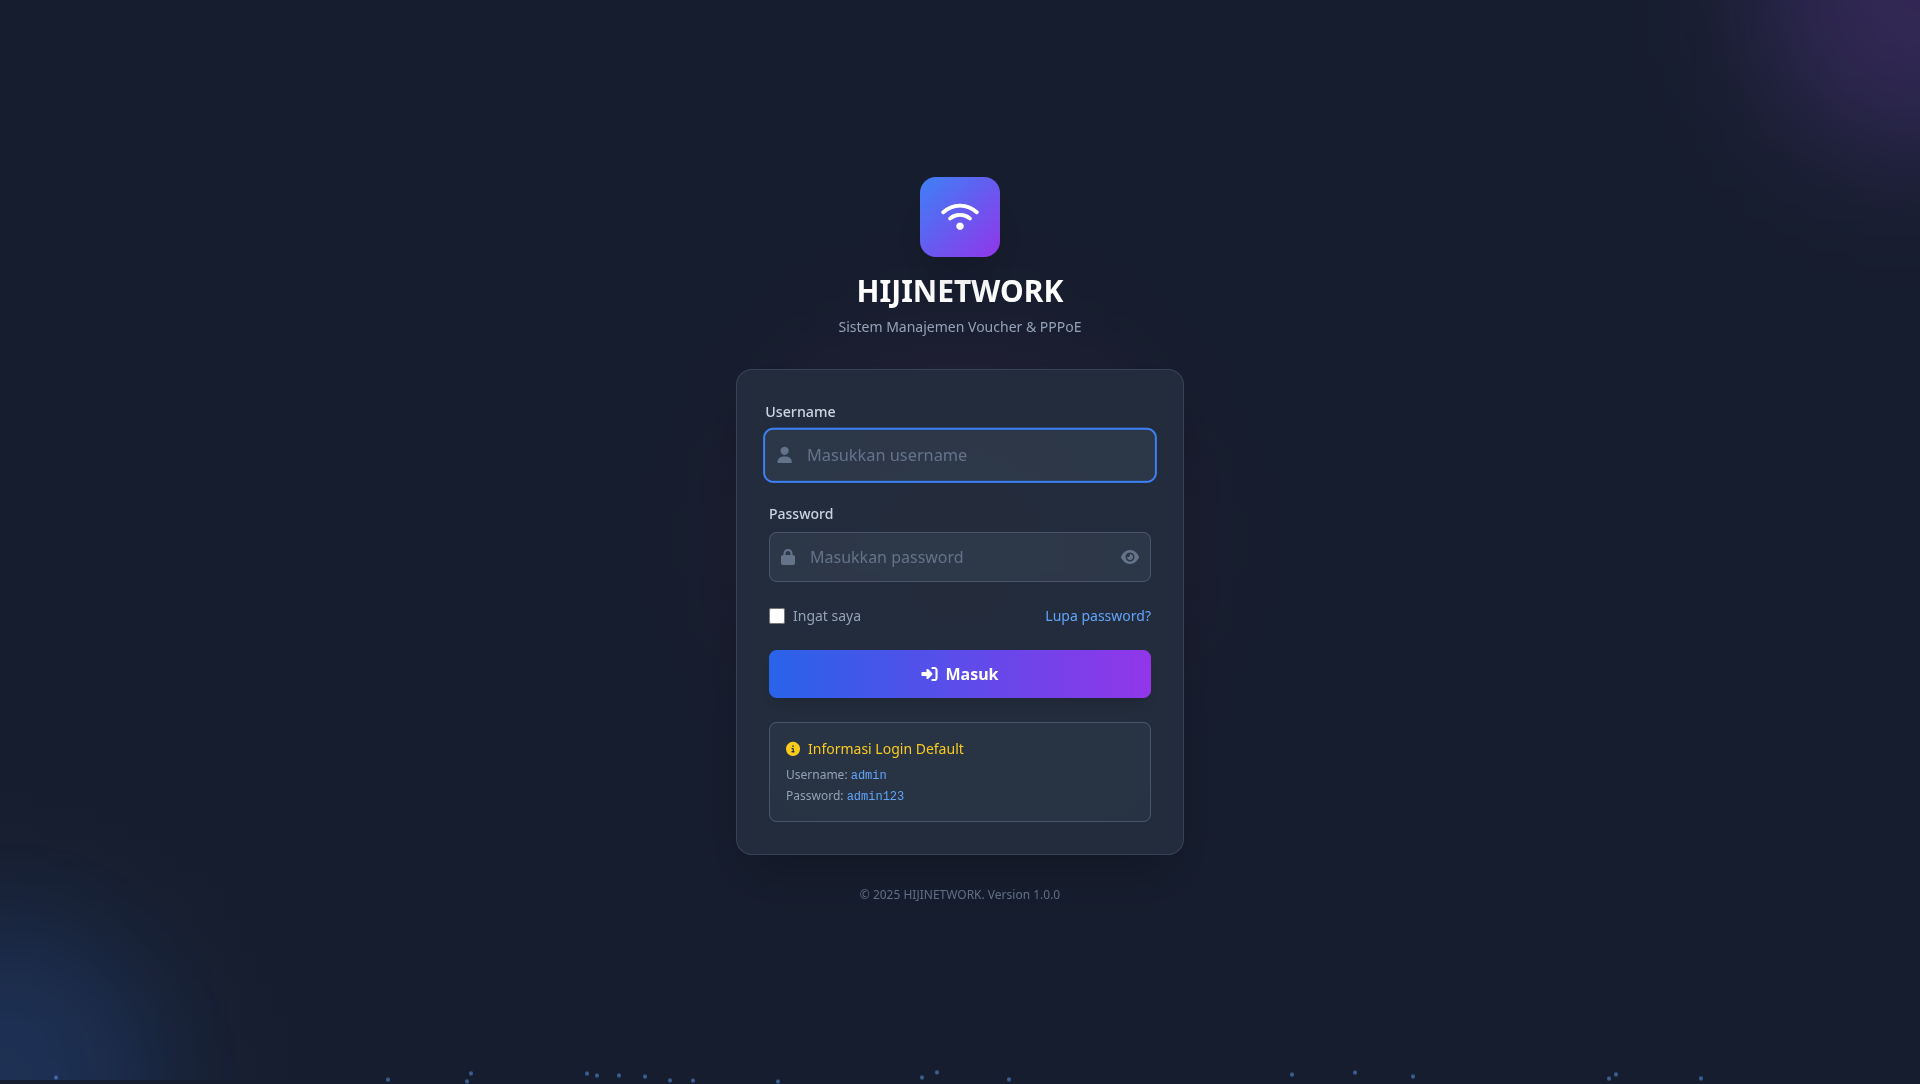 HIJINETWORK
Sistem Manajemen Voucher & PPPoE
Username
Masukkan username
Password
Masukkan password
Ingat saya
Lupa password?
Masuk
Informasi Login Default
Username: admin
Password: admin123
© 2025 HIJINETWORK. Version 1.0.0